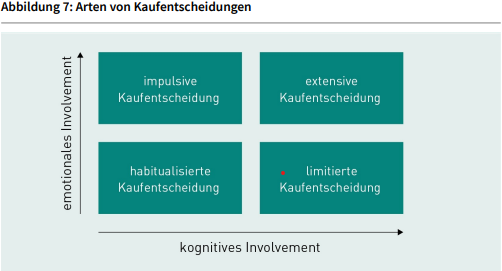 Abbildung 7: Arten von Kaufentscheidungen
emotionales Involvement
impulsive
Kaufentscheidung
extensive
Kaufentscheidung
habitualisierte
Kaufentscheidung
limitierte
Kaufentscheidung
kognitives Involvement